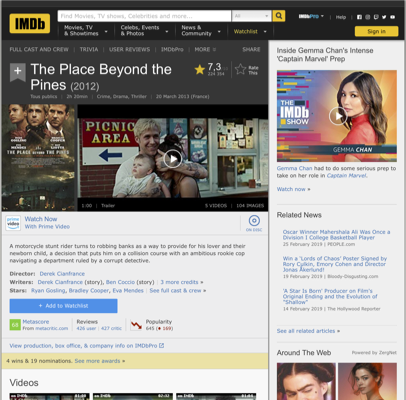 IMDb
Find Movies, TV shows, Celebrities and more...
All
IMDbPro
Help
Movies, TV
& Showtimes
Celebs, Events
& Photos
News &
Community
Watchlist
Sign in
FULL CAST AND CREW | TRIVIA | USER REVIEWS | IMDbPro | MORE
SHARE
The Place Beyond the
Pines (2012)
7,3
Rate
This
Tous publics | 2h 20min | Crime, Drama, Thriller | 20 March 2013 (France)
PICNIC
AREA
1:00 | Trailer
5 VIDEOS | 104 IMAGES
prime video
Watch Now
With Prime Video
ON DISC
A motorcycle stunt rider turns to robbing banks as a way to provide for his lover and their
newborn child, a decision that puts him on a collision course with an ambitious rookie cop
navigating a department ruled by a corrupt detective.
Director: Derek Cianfrance
Writers: Derek Cianfrance (story), Ben Coccio (story) | 3 more credits »
Stars: Ryan Gosling, Bradley Cooper, Eva Mendes | See full cast & crew »
+ Add to Watchlist
68
Metascore
From metacritic.com
Reviews
426 user | 427 critic
Popularity
645 (169)
View production, box office, & company info on IMDbPro
4 wins & 19 nominations. See more awards »
Videos
Inside Gemma Chan's Intense
'Captain Marvel' Prep
THE
IMDb
SHOW
GEMMA CHAN
Gemma Chan had to do some serious prep to
take on her role in Captain Marvel.
Watch now »
Related News
Oscar Winner Mahershala Ali Was Once a
Division I College Basketball Player
25 February 2019 | PEOPLE.com
Win a 'Lords of Chaos' Poster Signed by
Rory Culkin, Emory Cohen and Director
Jonas Åkerlund!
19 February 2019 | Bloody-Disgusting.com
'A Star Is Born' Producer on Film's
Original Ending and the Evolution of
"Shallow"
14 February 2019 | The Hollywood Reporter
See all related articles »
Around The Web
Powered by ZergNet